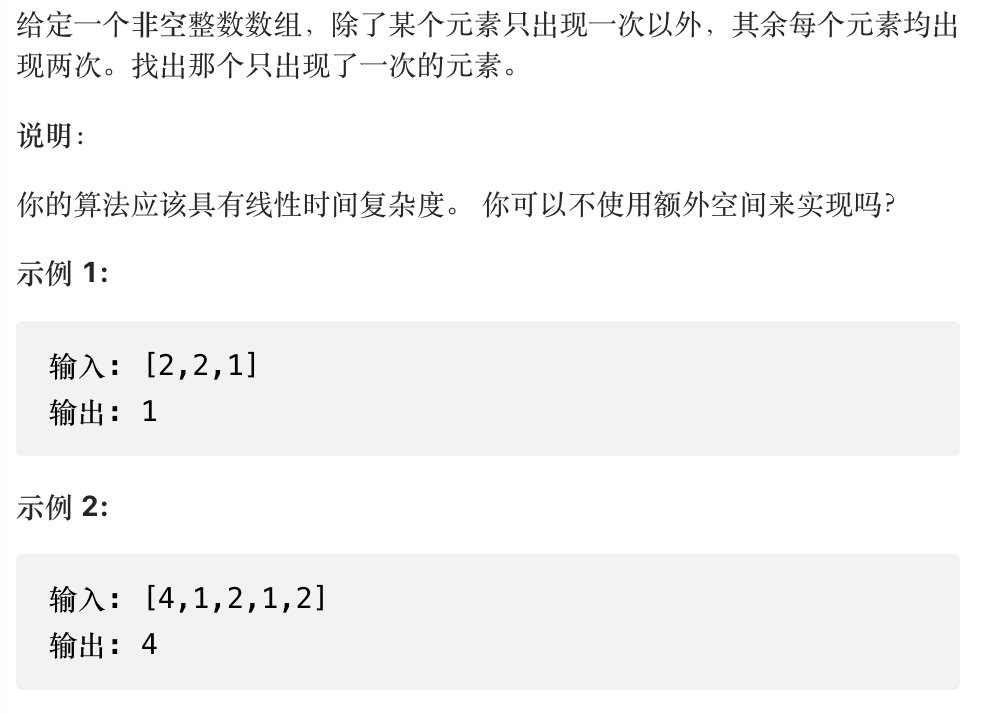 给定一个非空整数数组，除了某个元素只出现一次以外，其余每个元素均出
现两次。找出那个只出现了一次的元素。
说明：
你的算法应该具有线性时间复杂度。 你可以不使用额外空间来实现吗？
示例 1:
输入: [2,2,1]
输出: 1
示例 2:
输入: [4,1,2,1,2]
输出: 4